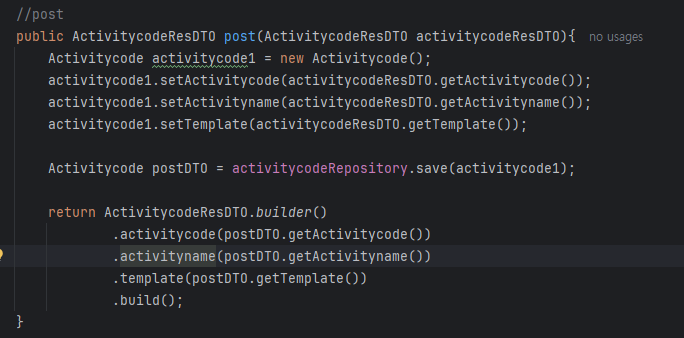 //post
public ActivitycodeResDTO post(ActivitycodeResDTO activitycodeResDTO){ no usages
Activitycode activitycode1 = new Activitycode();
activitycode1.setActivitycode(activitycodeResDTO.getActivitycode());
activitycode1.setActivityname(activitycodeResDTO.getActivityname());
activitycode1.setTemplate(activitycodeResDTO.getTemplate());
Activitycode postDTO = activitycodeRepository.save(activitycode1);
return ActivitycodeResDTO.builder()
.activitycode(postDTO.getActivitycode())
.activityname(postDTO.getActivityname())
.template(postDTO.getTemplate())
.build();
}